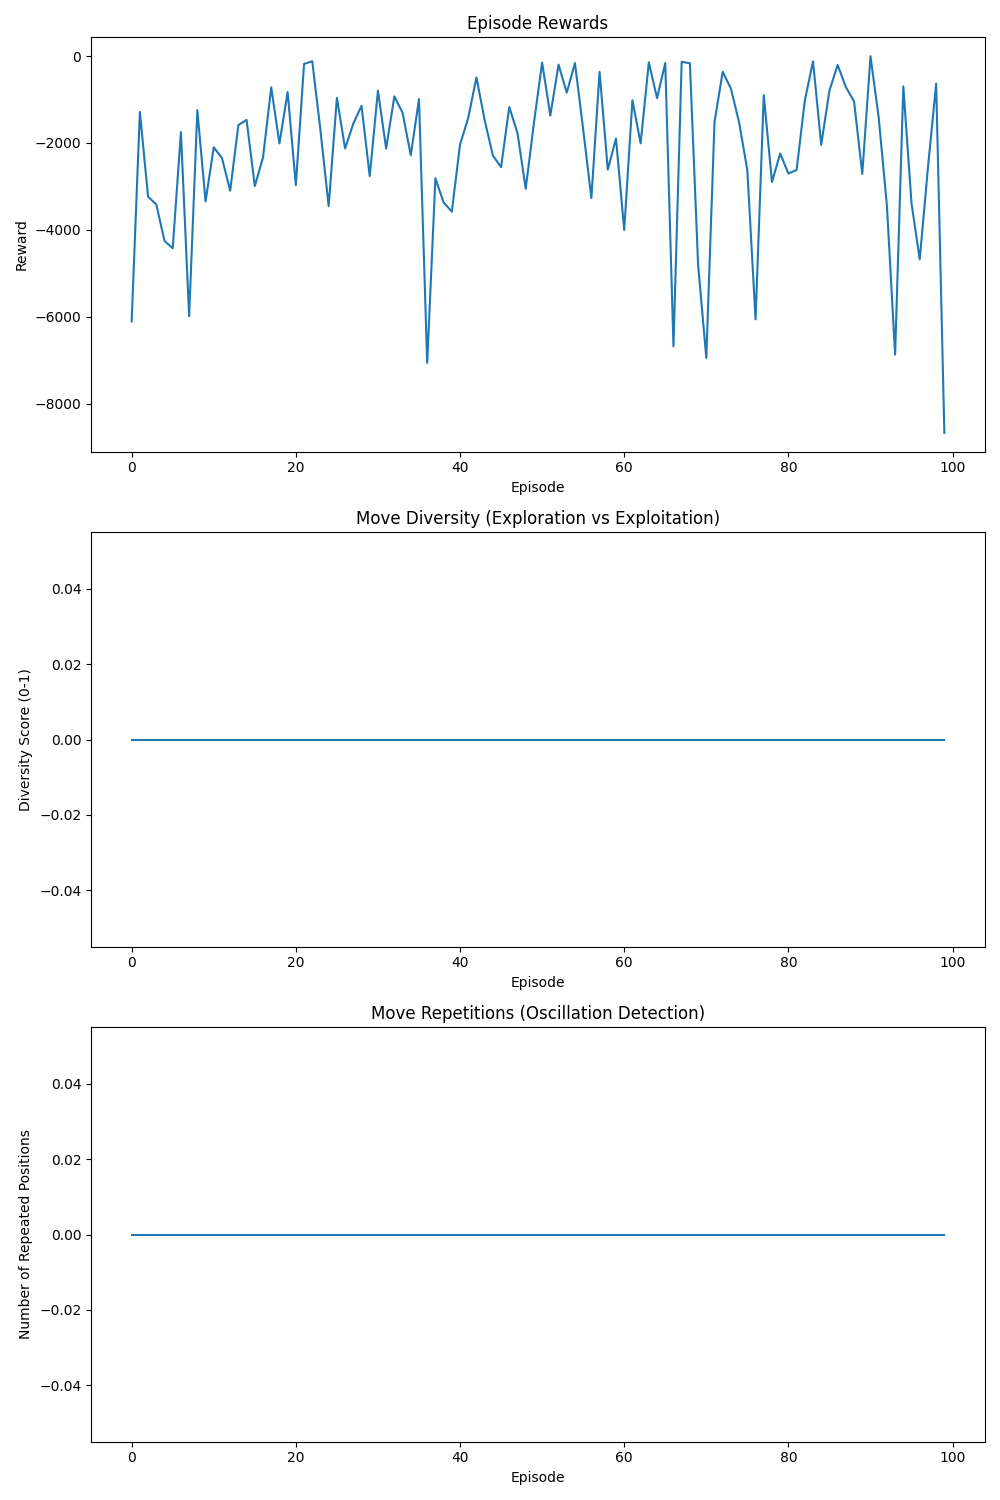 Episode Rewards
0
−2000
−4000
−6000
−8000
Reward
0 20 40 60 80 100
Episode
Move Diversity (Exploration vs Exploitation)
0.04
0.02
0.00
−0.02
−0.04
Diversity Score (0-1)
0 20 40 60 80 100
Episode
Move Repetitions (Oscillation Detection)
0.04
0.02
0.00
−0.02
−0.04
Number of Repeated Positions
0 20 40 60 80 100
Episode